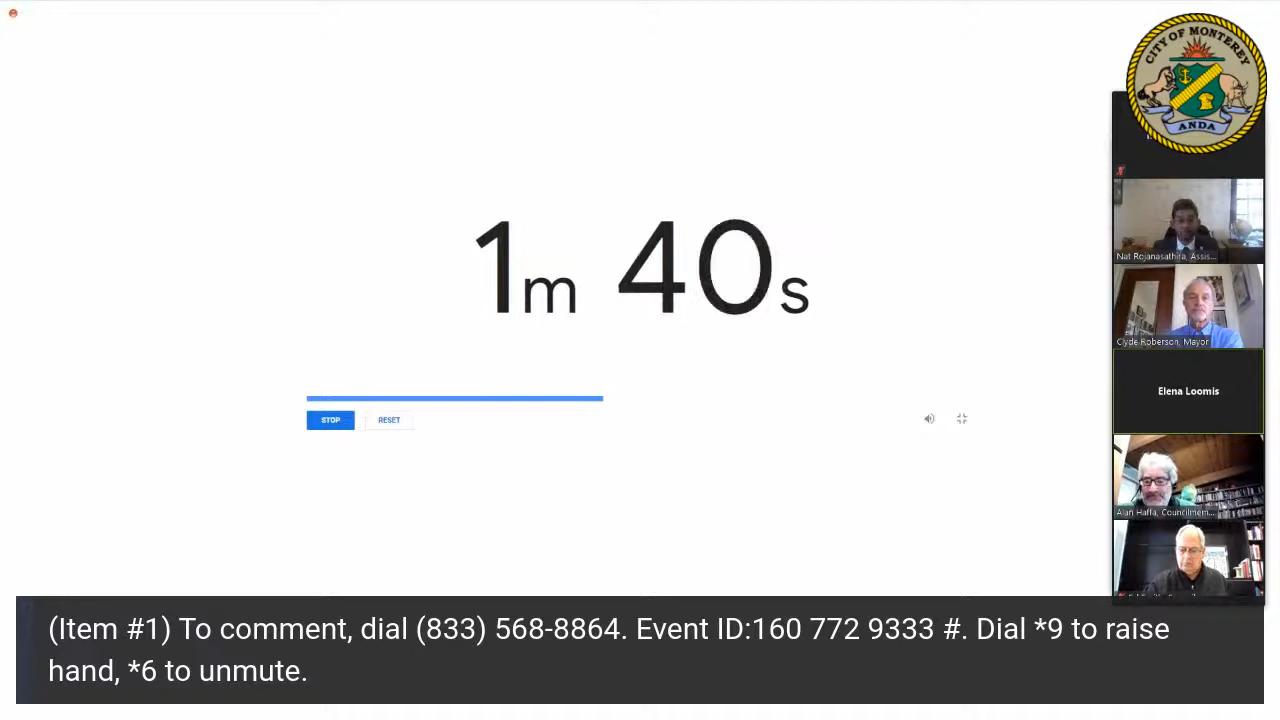 CITY OF MONTEREY
ANDA
Nat Rojanasathira, Assis...
1m 40s
Clyde Roberson, Mayor
Elena Loomis
STOP
RESET
Alan Haffa, Councilmem...
(Item #1) To comment, dial (833) 568-8864. Event ID:160 772 9333 #. Dial *9 to raise
hand, *6 to unmute.